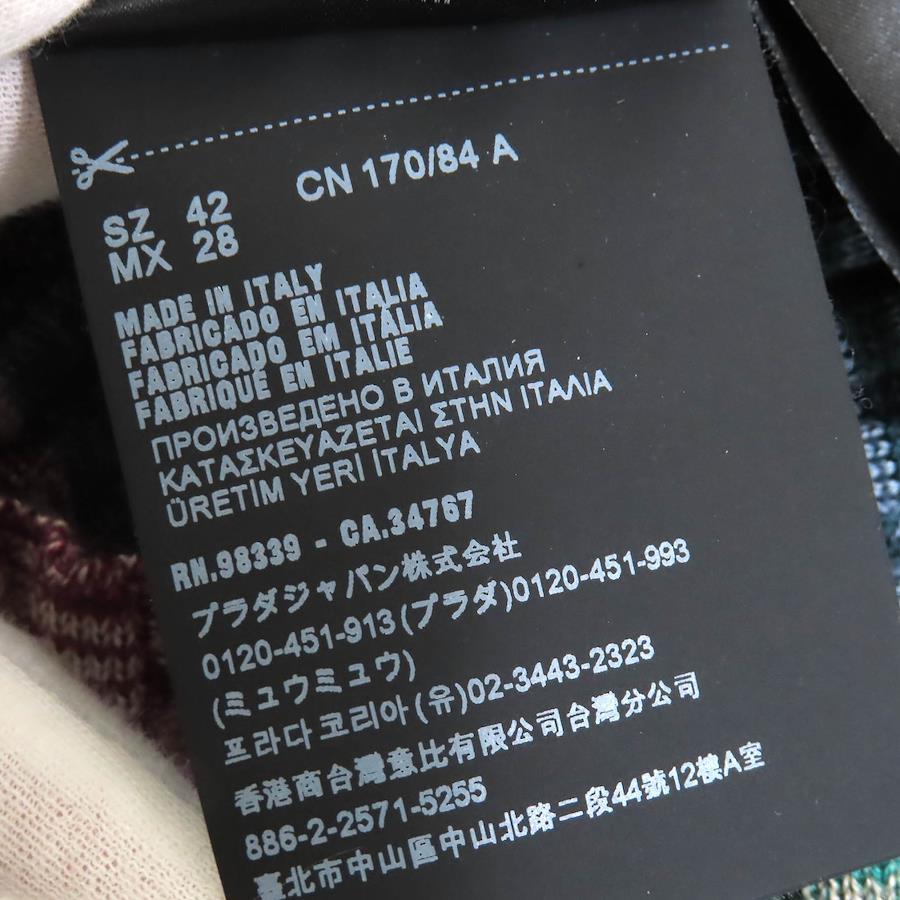 CN 170/84 A
SZ 42
MX 28
MADE IN ITALY
FABRICADO EN ITALIA
FABRICADO EM ITÁLIA
FABRIQUE EN ITALIE
ПРОИЗВЕДЕНО В ИТАЛИЯ
ΚΑΤΑΣΚΕΥΑΖΕΤΑΙ ΣΤΗΝ ΙΤΑΛΙΑ
ÜRETİM YERI İTALYA
RN.98339 - CA.34767
プラダジャパン株式会社
0120-451-913(プラダ)0120-451-993
(ミュウミュウ)
프라다코리아(유)02-3443-2323
香港商台灣意比有限公司台灣分公司
886-2-2571-5255
臺北市中山區中山北路二段44號12樓A室